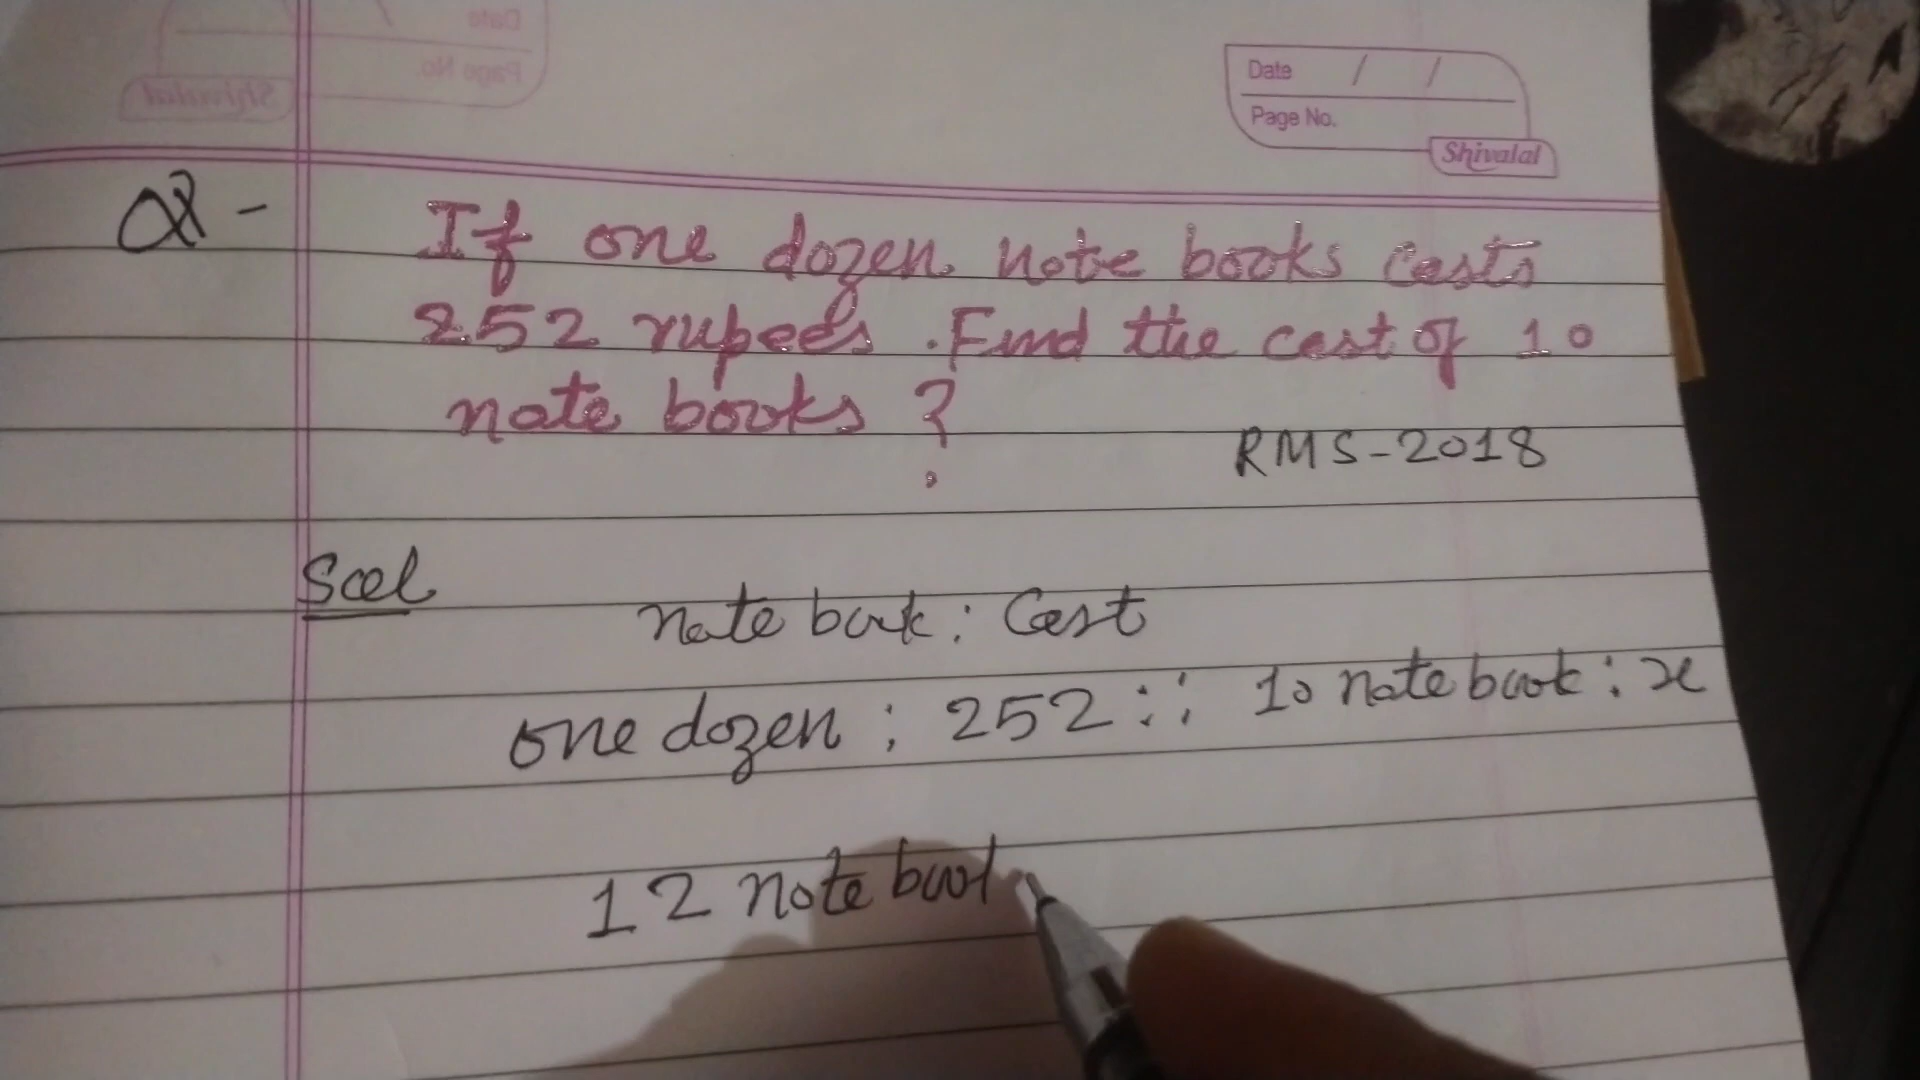 Date / /
Page No.
Shivalal
Q -
If one dozen note books costs
252 rupees. Find the cost of 10
note books ?
RMS-2018
Sol
note book : Cost
one dozen : 252 :: 10 note book : x
12 note boo